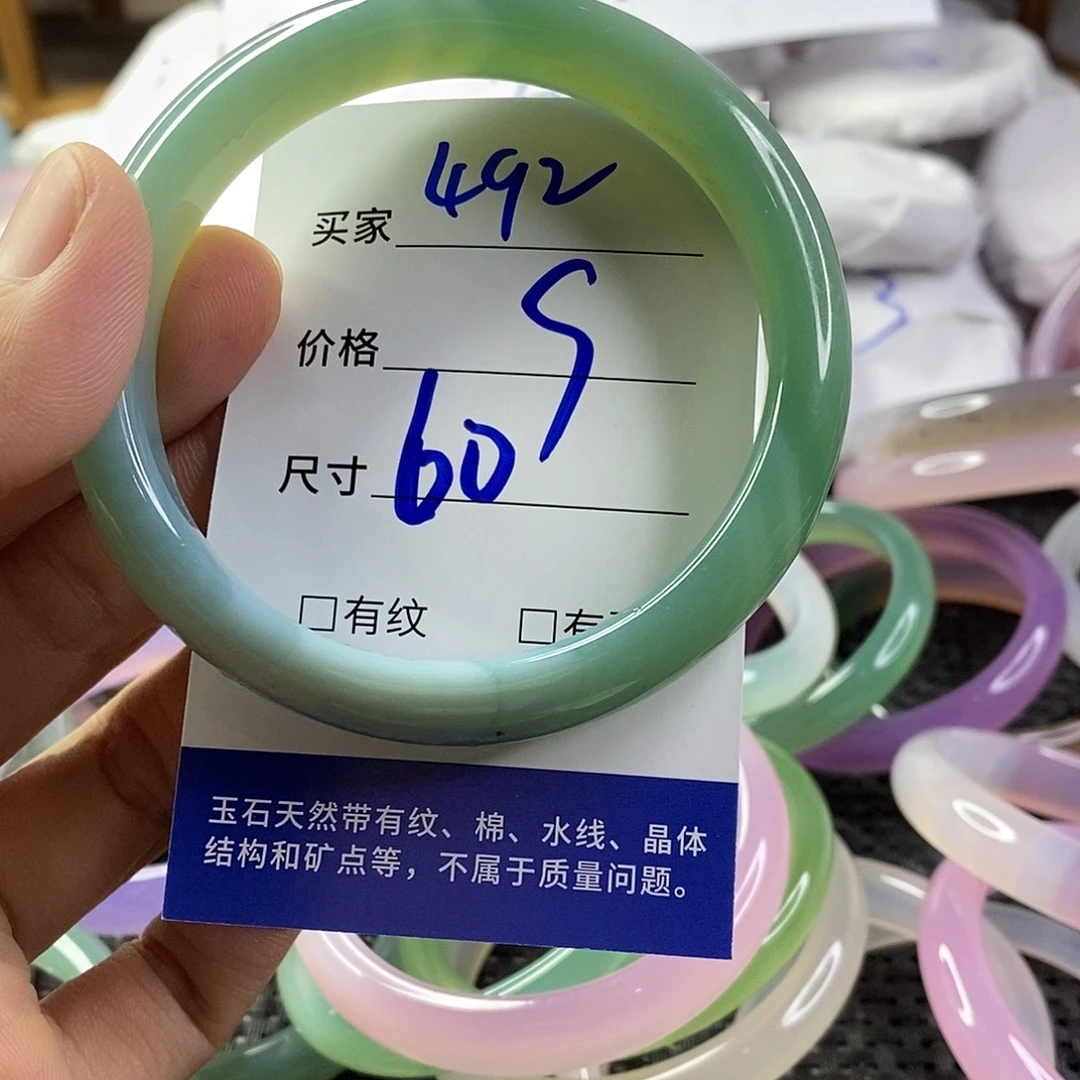 买家 492
价格 S
尺寸 60
□有纹 □有
玉石天然带有纹、棉、水线、晶体
结构和矿点等，不属于质量问题。